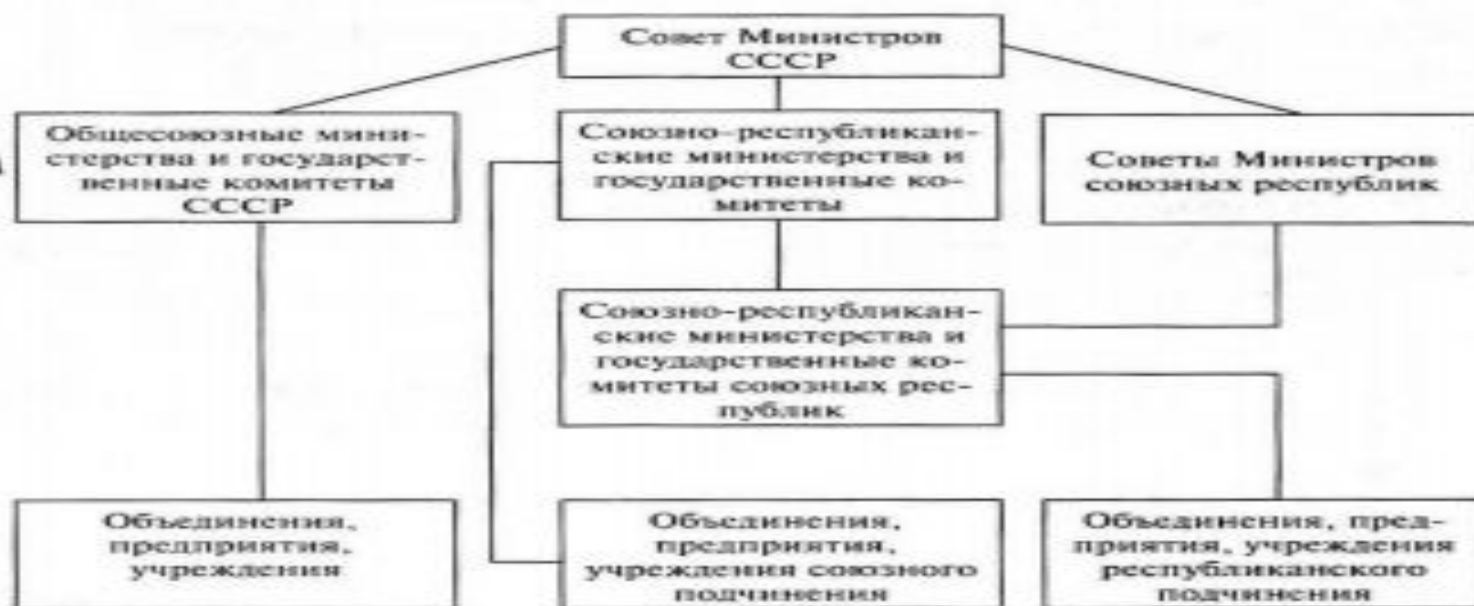 Совет Министров
СССР
Общесоюзные мини-
стерства и государст-
венные комитеты
СССР
Союзно-республикан-
ские министерства и
государственные ко-
митеты
Советы Министров
союзных республик
Союзно-республикан-
ские министерства и
государственные ко-
митеты союзных рес-
публик
Объединения,
предприятия,
учреждения
Объединения,
предприятия,
учреждения союзного
подчинения
Объединения, пред-
приятия, учреждения
республиканского
подчинения